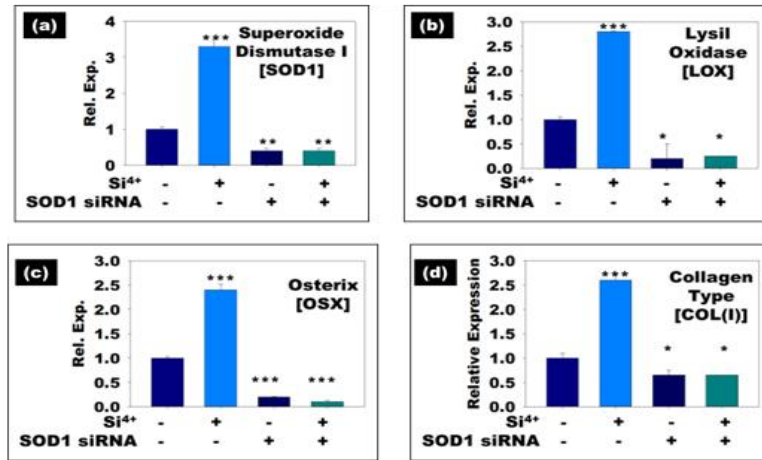 (a)
Superoxide
Dismutase I
[SOD1]
Rel. Exp.
4
3
2
1
0
***
**
**
Si4+ - + - +
SOD1 siRNA - - + +
(b)
Lysil
Oxidase
[LOX]
Rel. Exp.
3.0
2.5
2.0
1.5
1.0
0.5
0.0
***
*
*
Si4+ - + - +
SOD1 siRNA - - + +
(c)
Osterix
[OSX]
Rel. Exp.
3.0
2.5
2.0
1.5
1.0
0.5
0.0
***
***
***
Si4+ - + - +
SOD1 siRNA - - + +
(d)
Collagen
Type
[COL(I)]
Relative Expression
3.0
2.5
2.0
1.5
1.0
0.5
0.0
***
*
*
Si4+ - + - +
SOD1 siRNA - - + +